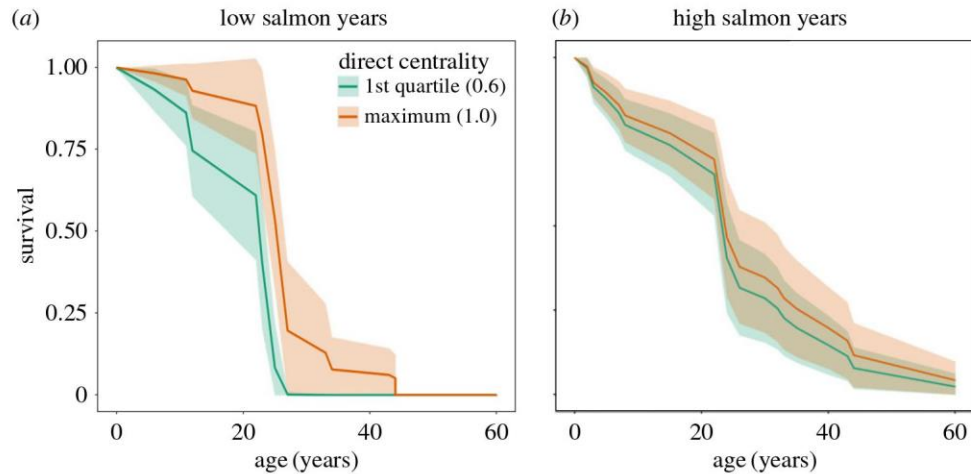 (a) low salmon years
(b) high salmon years
direct centrality
1st quartile (0.6)
maximum (1.0)
1.00
0.75
0.50
0.25
0
survival
0 20 40 60
age (years)
0 20 40 60
age (years)